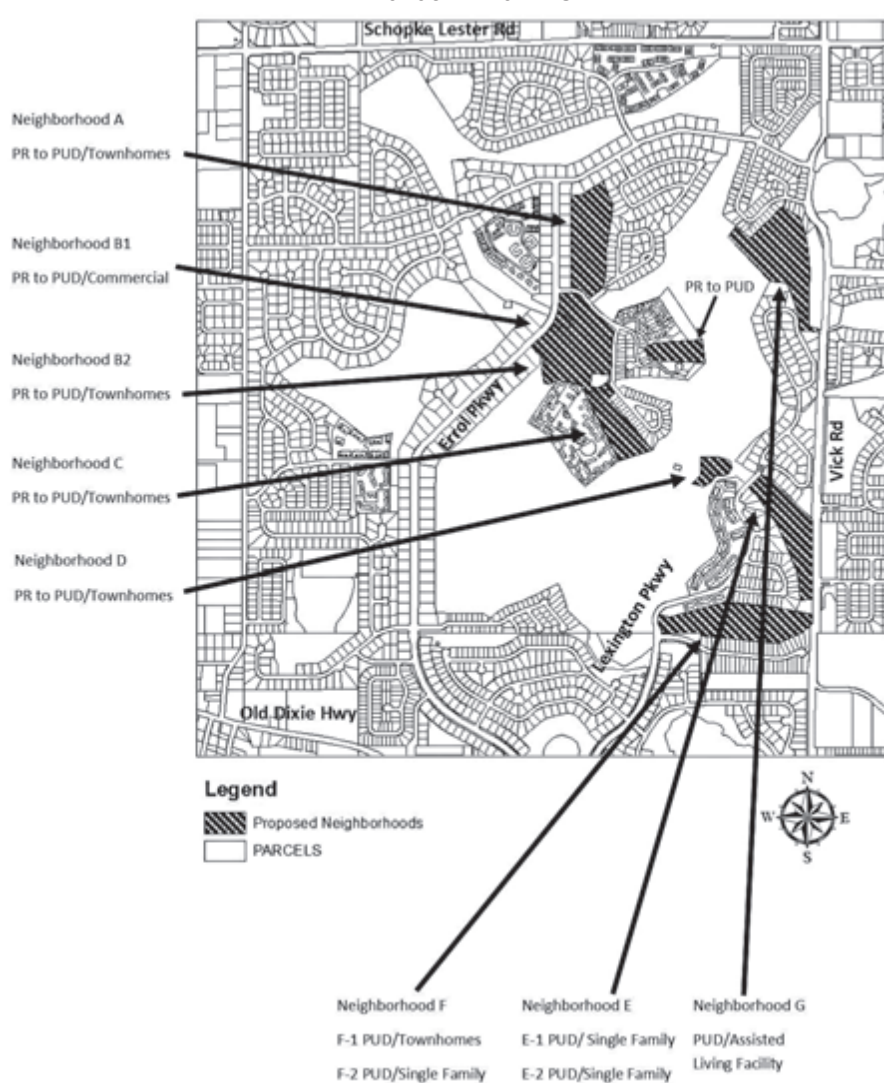 Schopke Lester Rd
Neighborhood A
PR to PUD/Townhomes
Neighborhood B1
PR to PUD/Commercial
PR to PUD
Neighborhood B2
PR to PUD/Townhomes
Errol Pkwy
Vick Rd
Neighborhood C
PR to PUD/Townhomes
Neighborhood D
PR to PUD/Townhomes
Lexington Pkwy
Old Dixie Hwy
Legend
Proposed Neighborhoods
PARCELS
N
W
E
S
Neighborhood F
F-1 PUD/Townhomes
F-2 PUD/Single Family
Neighborhood E
E-1 PUD/ Single Family
E-2 PUD/Single Family
Neighborhood G
PUD/Assisted
Living Facility